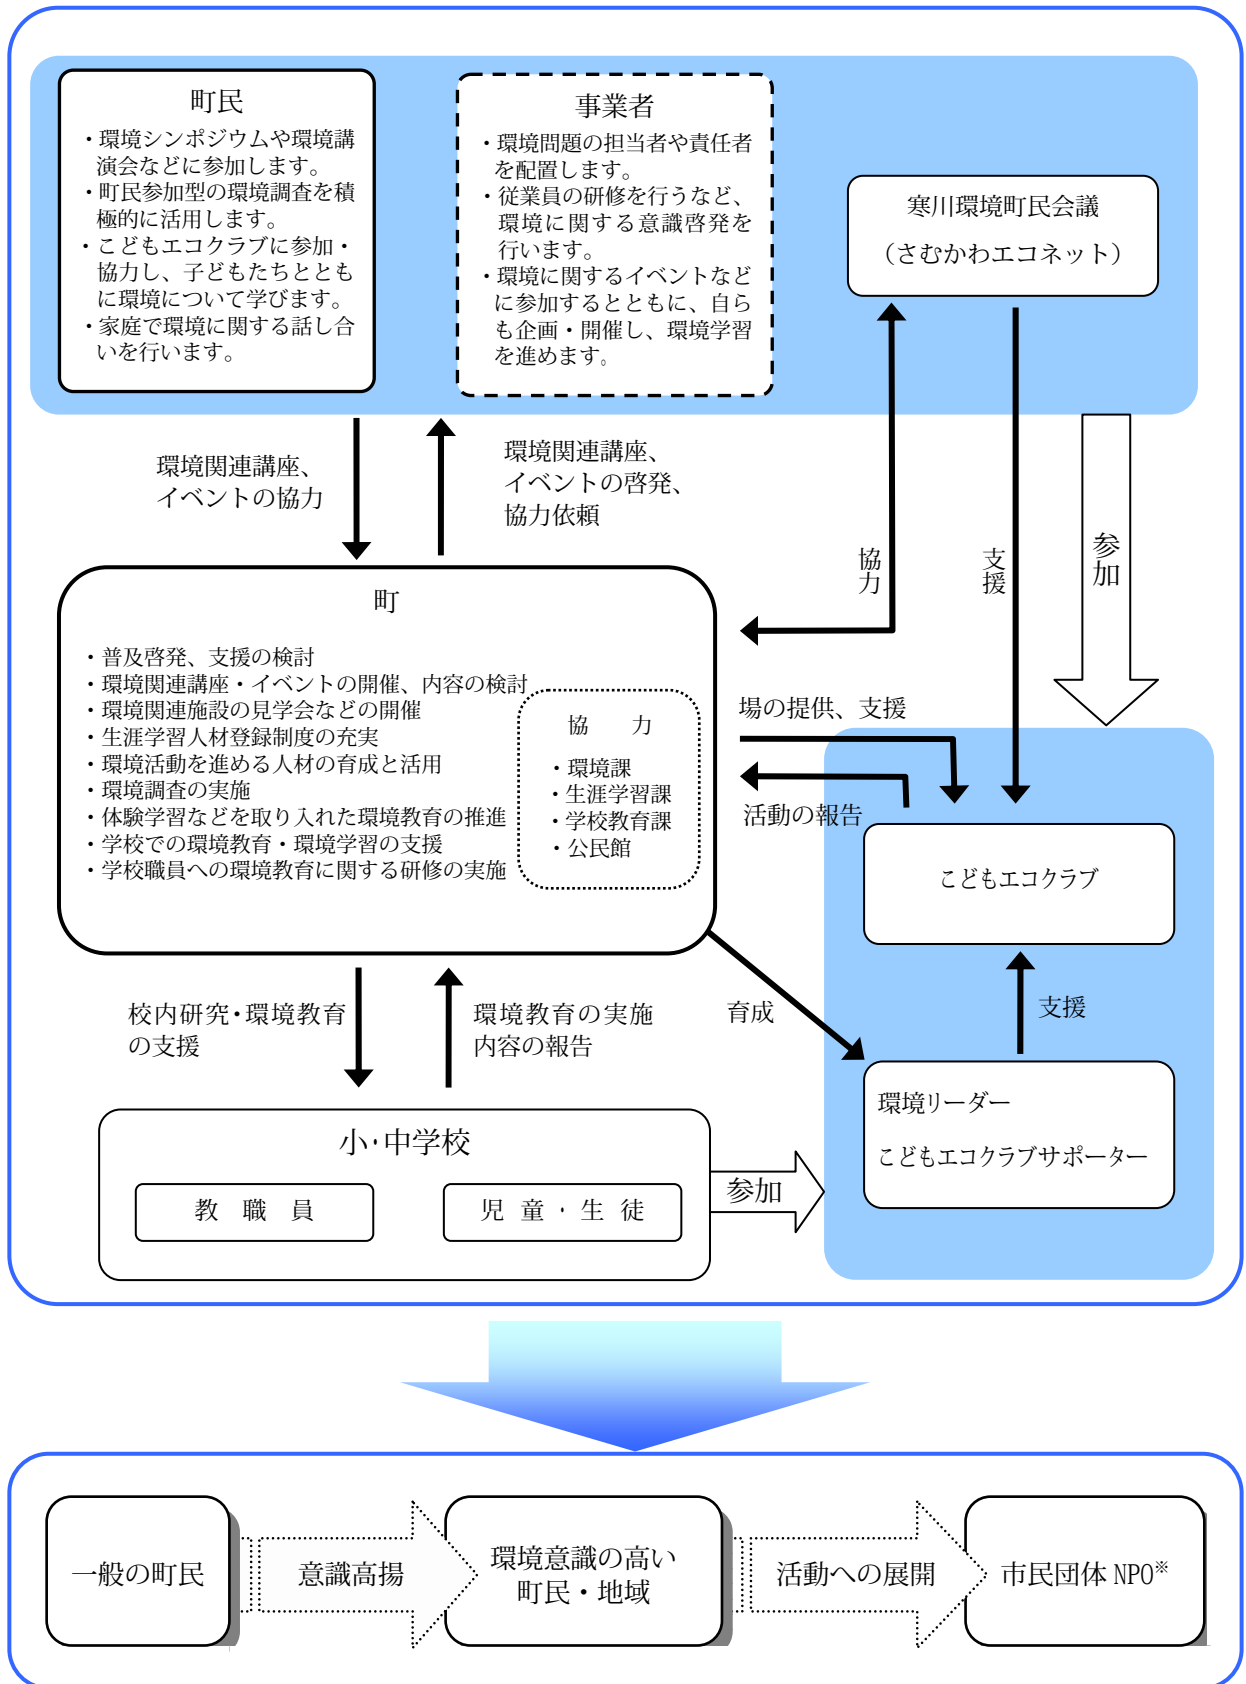 町民
・環境シンポジウムや環境講
演会などに参加します。
・町民参加型の環境調査を積
極的に活用します。
・こどもエコクラブに参加・
協力し、子どもたちととも
に環境について学びます。
・家庭で環境に関する話し合
いを行います。
事業者
・環境問題の担当者や責任者
を配置します。
・従業員の研修を行うなど、
環境に関する意識啓発を
行います。
・環境に関するイベントなど
に参加するとともに、自ら
も企画・開催し、環境学習
を進めます。
寒川環境町民会議
（さむかわエコネット）
環境関連講座、
イベントの協力
環境関連講座、
イベントの啓発、
協力依頼
協力
支援
参加
町
・普及啓発、支援の検討
・環境関連講座・イベントの開催、内容の検討
・環境関連施設の見学会などの開催
・生涯学習人材登録制度の充実
・環境活動を進める人材の育成と活用
・環境調査の実施
・体験学習などを取り入れた環境教育の推進
・学校での環境教育・環境学習の支援
・学校職員への環境教育に関する研修の実施
協　力
・環境課
・生涯学習課
・学校教育課
・公民館
場の提供、支援
活動の報告
こどもエコクラブ
支援
育成
環境リーダー
こどもエコクラブサポーター
校内研究・環境教育
の支援
環境教育の実施
内容の報告
小・中学校
教　職　員
児　童　・　生　徒
参加
一般の町民
意識高揚
環境意識の高い
町民・地域
活動への展開
市民団体 NPO※